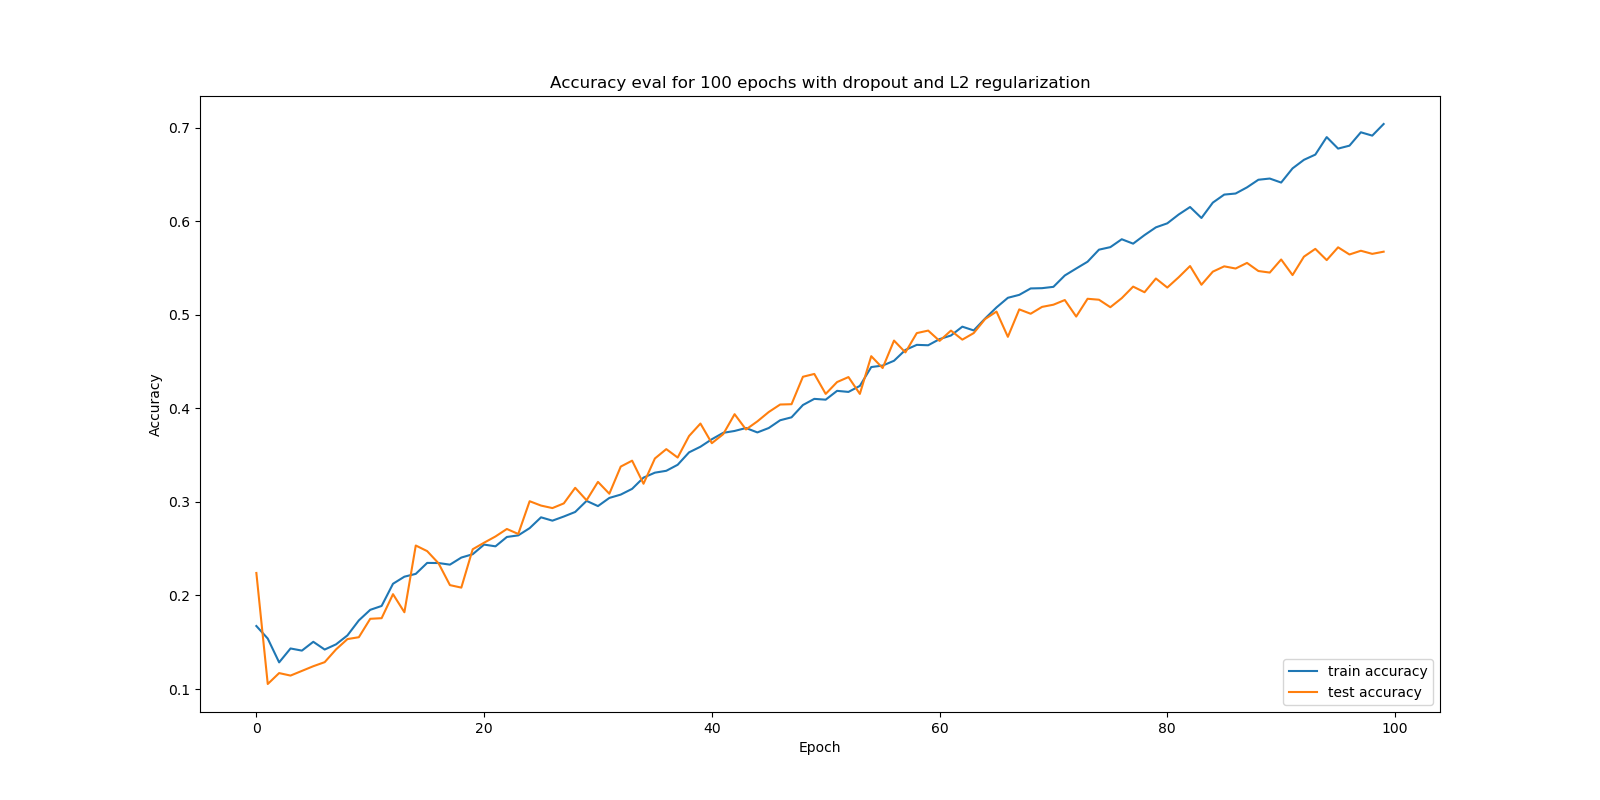 Accuracy eval for 100 epochs with dropout and L2 regularization
0.7
0.6
0.5
0.4
0.3
0.2
0.1
Accuracy
train accuracy
test accuracy
0 20 40 60 80 100
Epoch